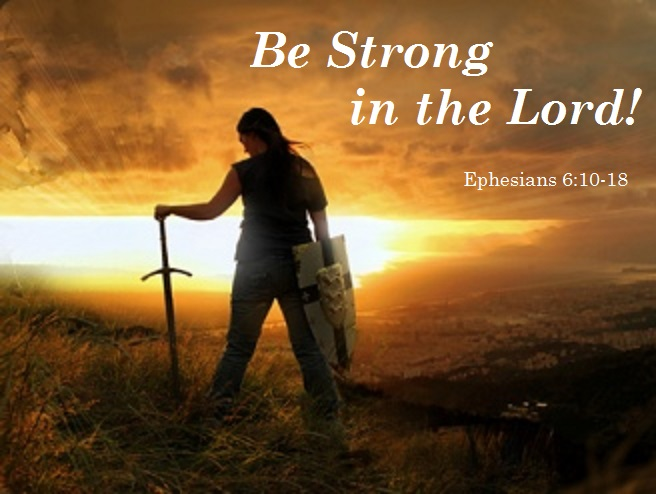 Be Strong
in the Lord!
Ephesians 6:10-18